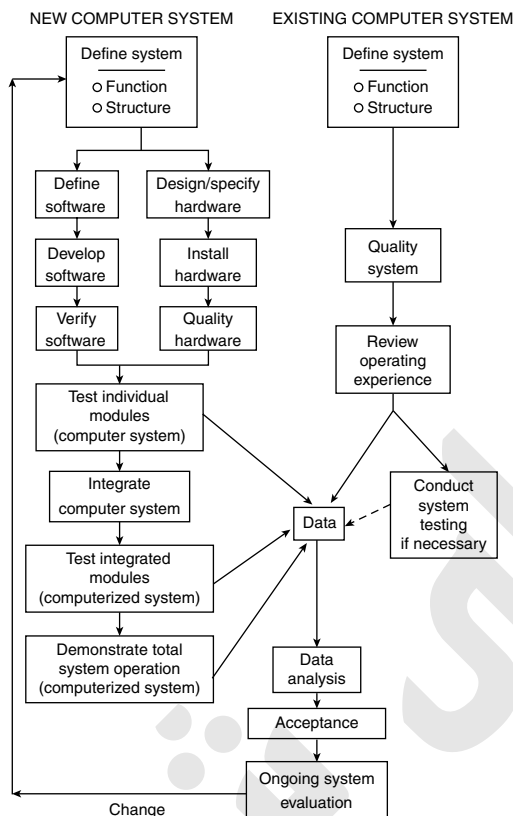 NEW COMPUTER SYSTEM
Define system
Function
Structure
Define
software
Design/specify
hardware
Develop
software
Install
hardware
Verify
software
Quality
hardware
Test individual
modules
(computer system)
Integrate
computer system
Test integrated
modules
(computerized system)
Demonstrate total
system operation
(computerized system)
EXISTING COMPUTER SYSTEM
Define system
Function
Structure
Quality
system
Review
operating
experience
Conduct
system
testing
if necessary
Data
Data
analysis
Acceptance
Ongoing system
evaluation
Change